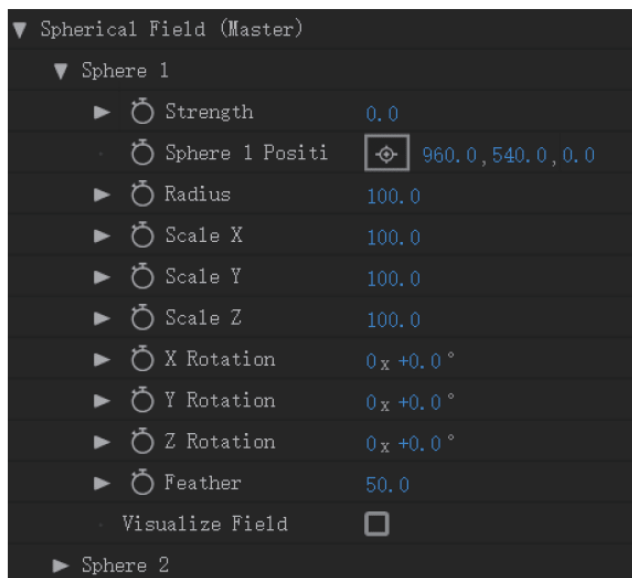 Spherical Field (Master)
Sphere 1
Strength 0.0
Sphere 1 Positi 960.0,540.0,0.0
Radius 100.0
Scale X 100.0
Scale Y 100.0
Scale Z 100.0
X Rotation 0x+0.0°
Y Rotation 0x+0.0°
Z Rotation 0x+0.0°
Feather 50.0
Visualize Field
Sphere 2